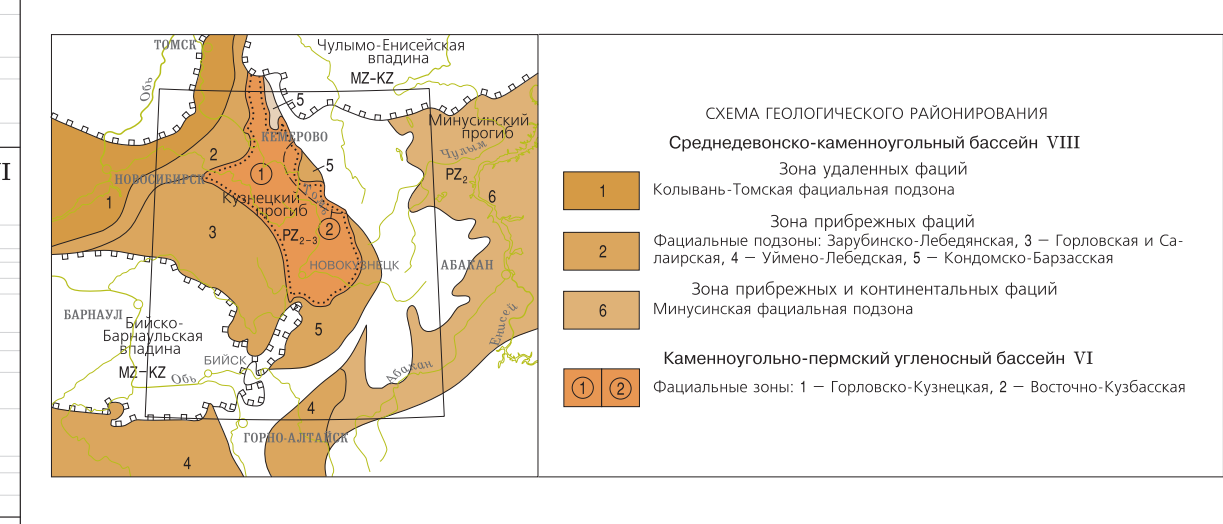 I
ТОМСК
Чулымо-Енисейская
впадина
MZ–KZ
Обь
5
КЕМЕРОВО
Минусинский
прогиб
Чулым
2
5
PZ2
НОВОСИБИРСК
1
Кузнецкий
прогиб
Томь
6
1
3
2
PZ2–3
НОВОКУЗНЕЦК
АБАКАН
БАРНАУЛ
Бийско-
Барнаульская
впадина
MZ–KZ
5
Енисей
БИЙСК
Обь
Абакан
4
ГОРНО-АЛТАЙСК
4
СХЕМА ГЕОЛОГИЧЕСКОГО РАЙОНИРОВАНИЯ
Среднедевонско-каменноугольный бассейн VIII
Зона удаленных фаций
1 Колывань-Томская фациальная подзона
Зона прибрежных фаций
Фациальные подзоны: Зарубинско-Лебедянская, 3 – Горловская и Са-
2 лаирская, 4 – Уймено-Лебедская, 5 – Кондомско-Барзасская
Зона прибрежных и континентальных фаций
6 Минусинская фациальная подзона
Каменноугольно-пермский угленосный бассейн VI
1 2 Фациальные зоны: 1 – Горловско-Кузнецкая, 2 – Восточно-Кузбасская